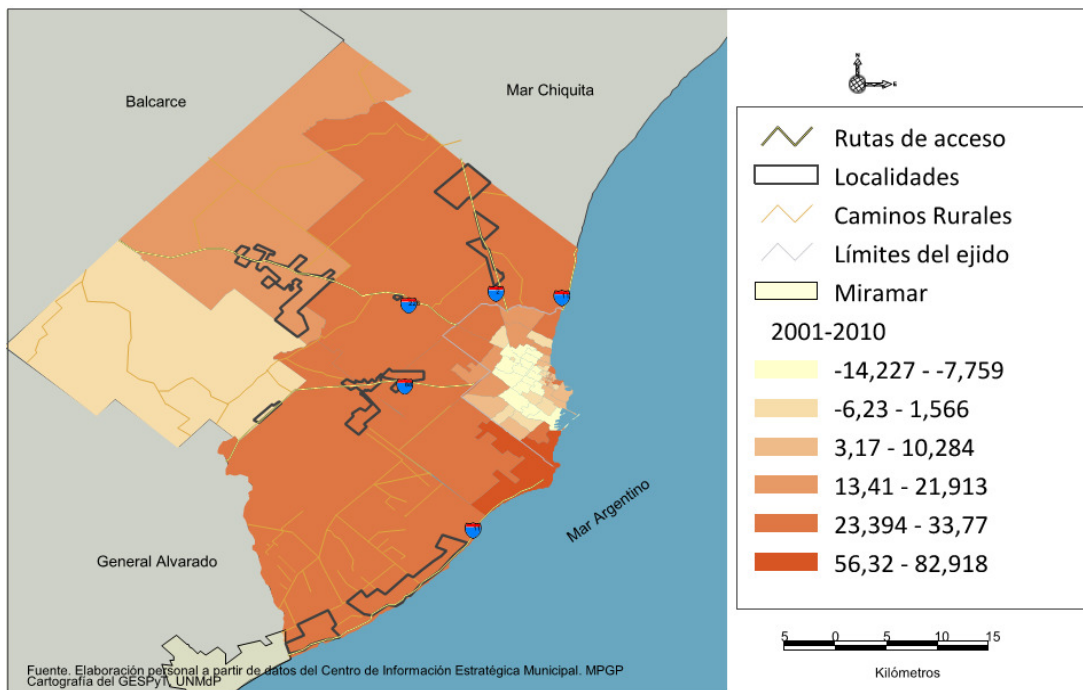 Balcarce
Mar Chiquita
General Alvarado
Mar Argentino
Fuente. Elaboración personal a partir de datos del Centro de Información Estratégica Municipal. MPGP
Cartografía del GESPyT. UNMdP
E
Rutas de acceso
Localidades
Caminos Rurales
Límites del ejido
Miramar
2001-2010
-14,227 - -7,759
-6,23 - 1,566
3,17 - 10,284
13,41 - 21,913
23,394 - 33,77
56,32 - 82,918
5 0 5 10 15
Kilómetros